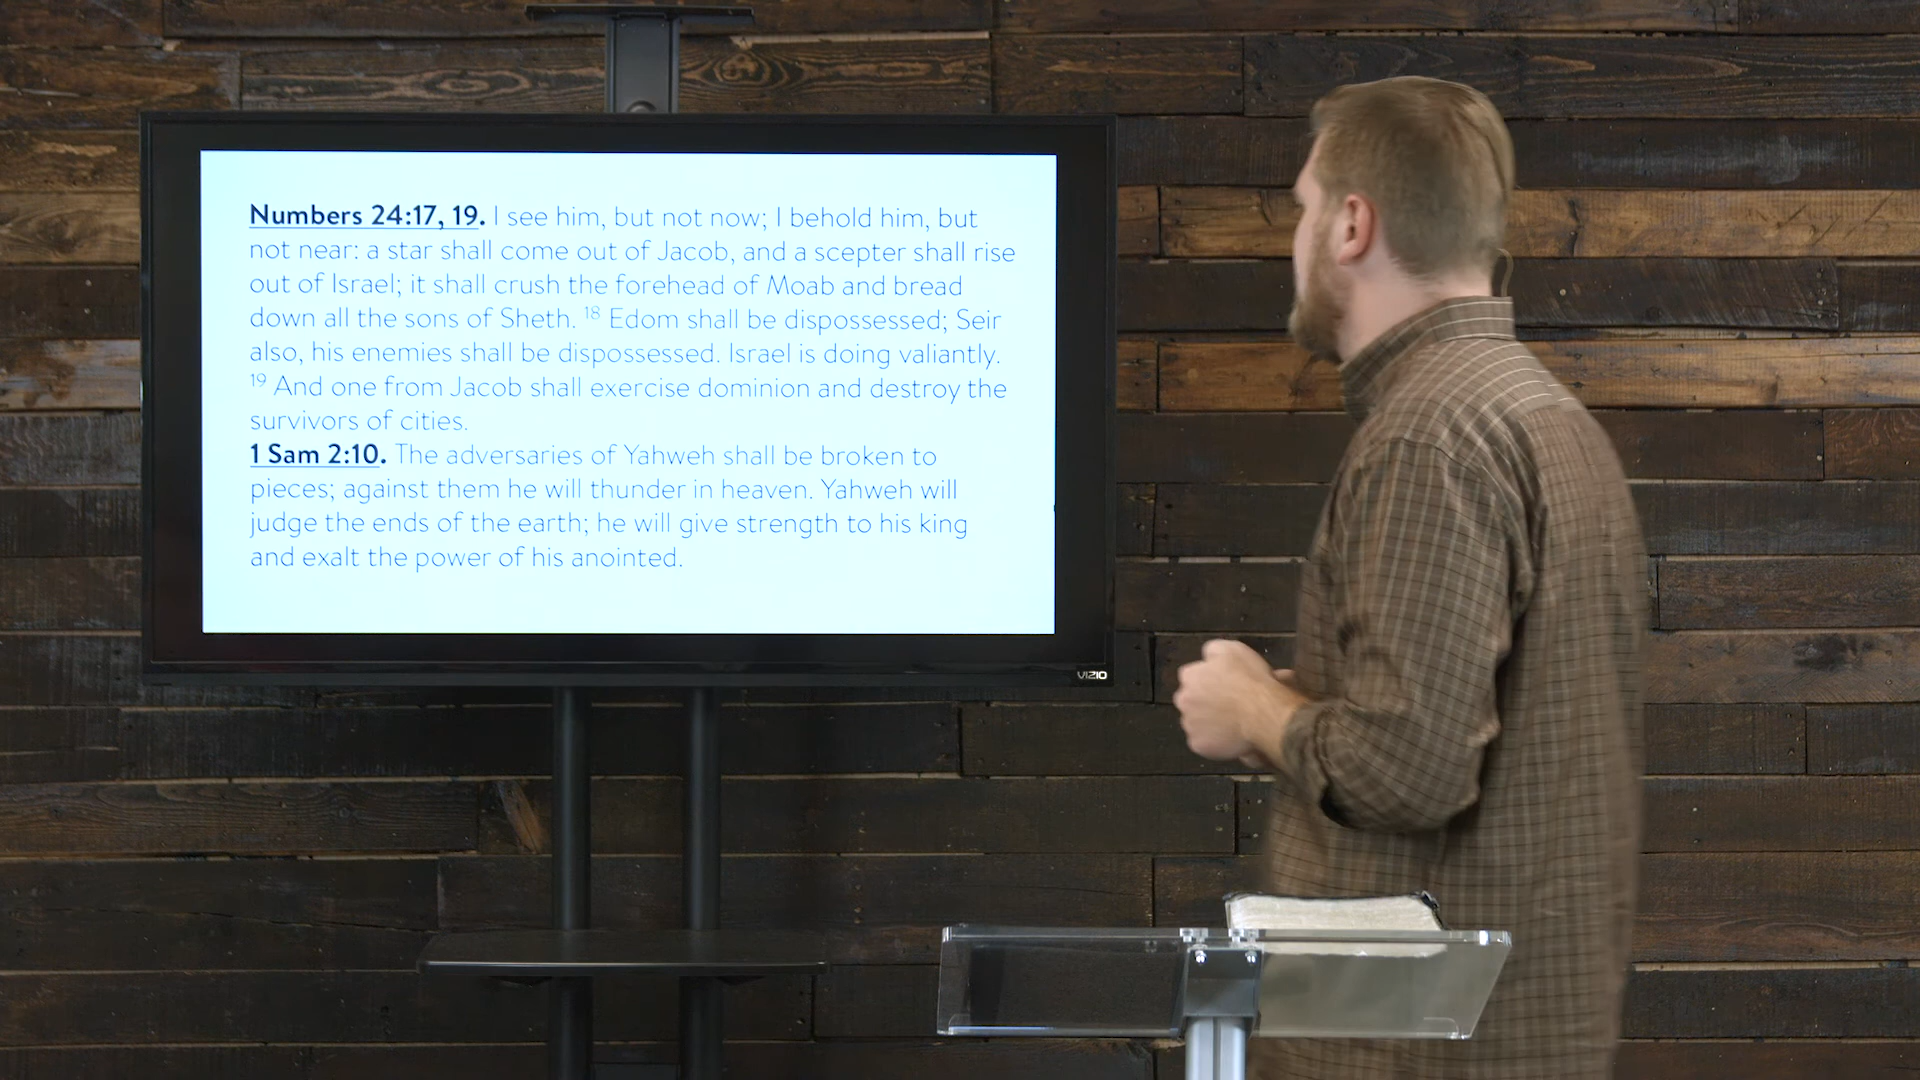 Numbers 24:17, 19. I see him, but not now; I behold him, but
not near: a star shall come out of Jacob, and a scepter shall rise
out of Israel; it shall crush the forehead of Moab and bread
down all the sons of Sheth. 18 Edom shall be dispossessed; Seir
also, his enemies shall be dispossessed. Israel is doing valiantly.
19 And one from Jacob shall exercise dominion and destroy the
survivors of cities.
1 Sam 2:10. The adversaries of Yahweh shall be broken to
pieces; against them he will thunder in heaven. Yahweh will
judge the ends of the earth; he will give strength to his king
and exalt the power of his anointed.
VIZIO